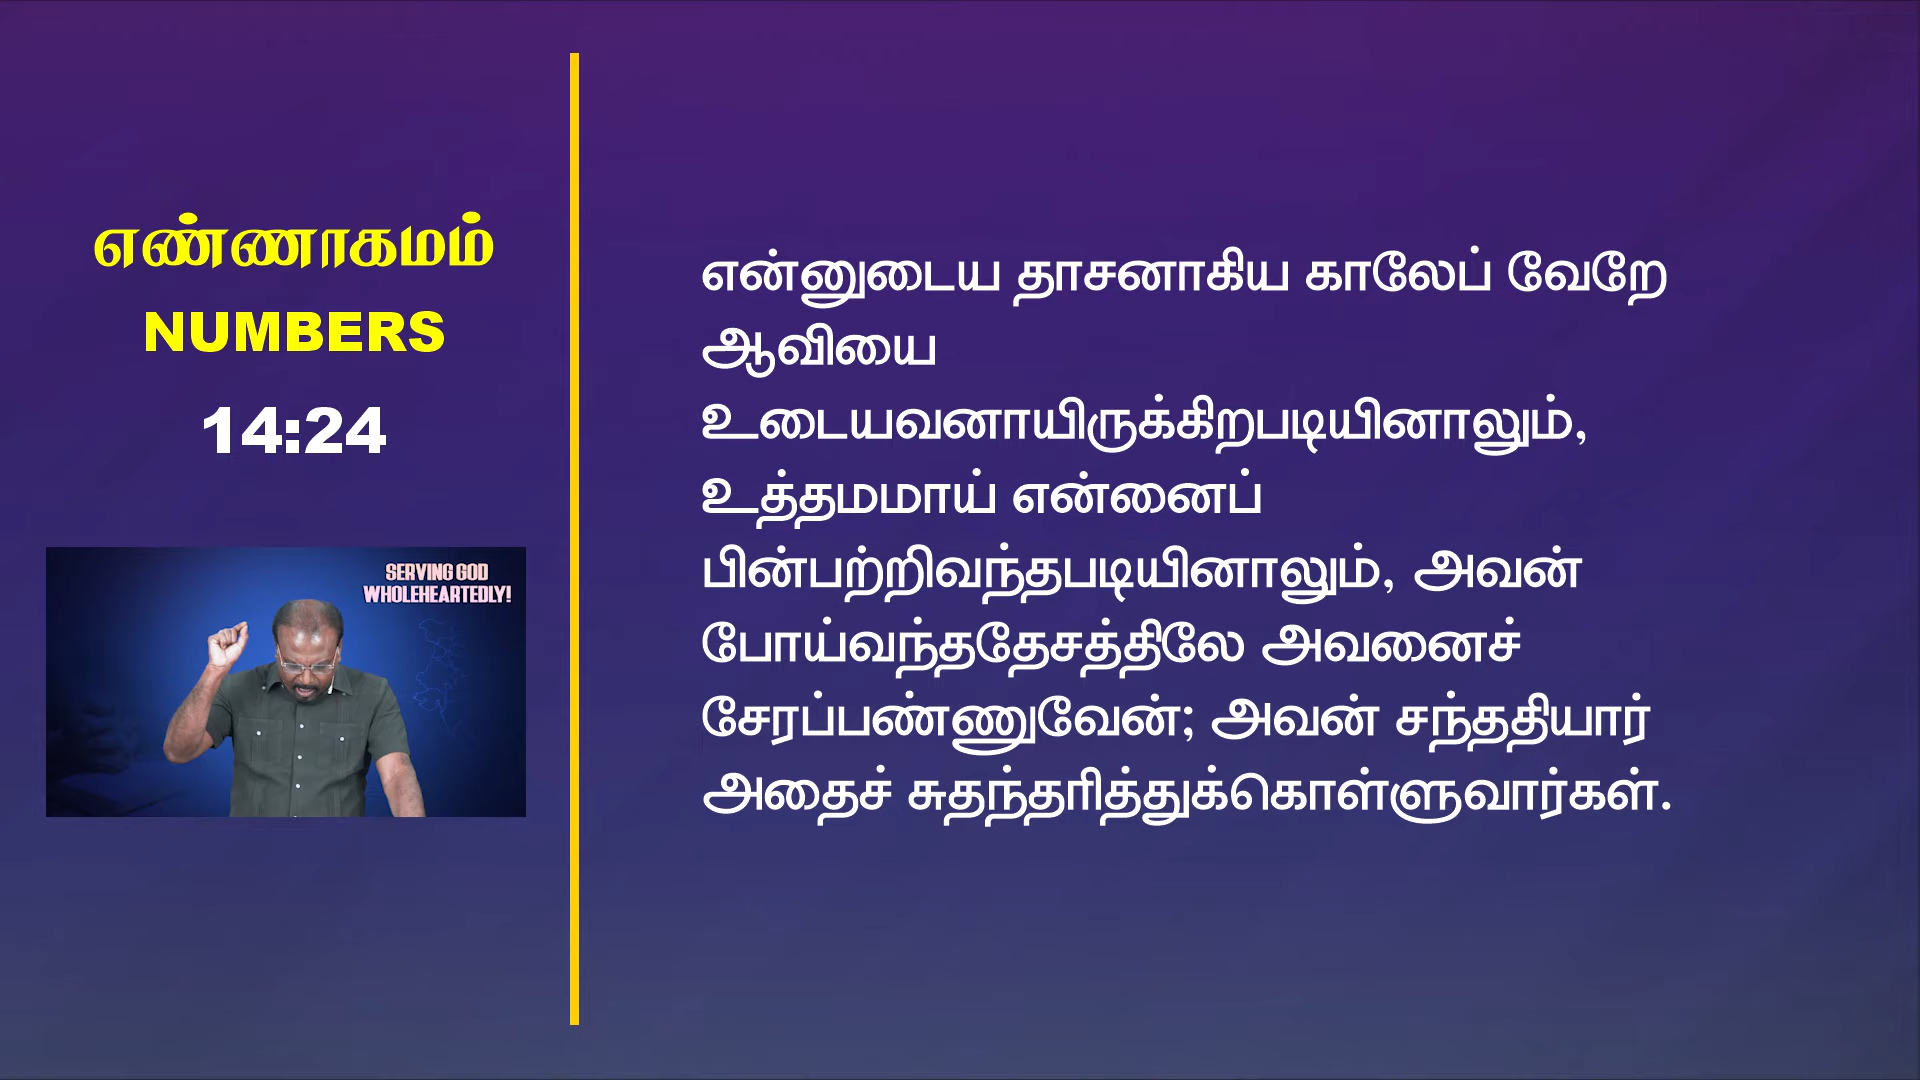 எண்ணாகமம்
NUMBERS
14:24
SERVING GOD
WHOLEHEARTEDLY!
என்னுடைய தாசனாகிய காலேப் வேறே
ஆவியை
உடையவனாயிருக்கிறபடியினாலும்,
உத்தமமாய் என்னைப்
பின்பற்றிவந்தபடியினாலும், அவன்
போய்வந்ததேசத்திலே அவனைச்
சேரப்பண்ணுவேன்; அவன் சந்ததியார்
அதைச் சுதந்தரித்துக்கொள்ளுவார்கள்.